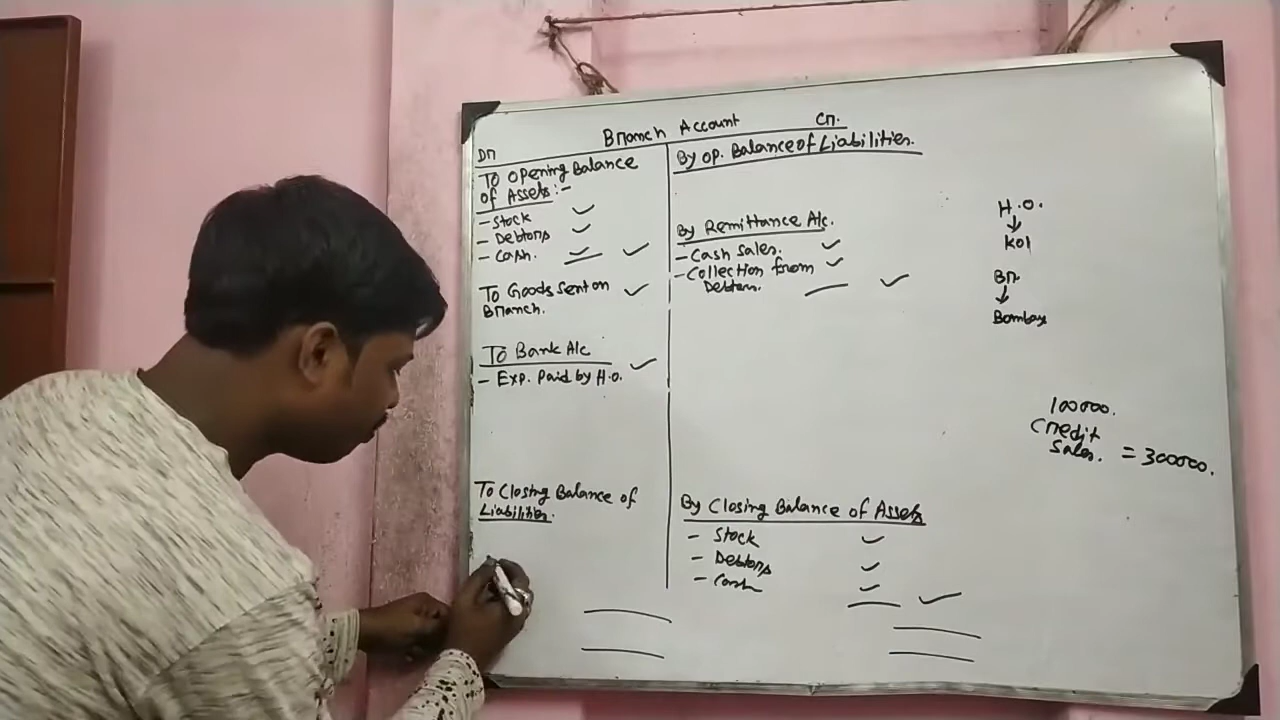 Branch Account
Dr
Cr.
To Opening Balance
of Assets:-
- Stock
- Debtors
- Cash.
To Goods Sent on
Branch.
To Bank A/c
- Exp. Paid by H.O.
To Closing Balance of
Liabilities.
By Op. Balance of Liabilities.
By Remittance A/c.
- Cash Sales.
- Collection from
Debtors.
By Closing Balance of Assets
- Stock
- Debtors
- Cash
H.O.
↓
Kol
Br
↓
Bombay
100000.
Credit
Sales. = 300000.